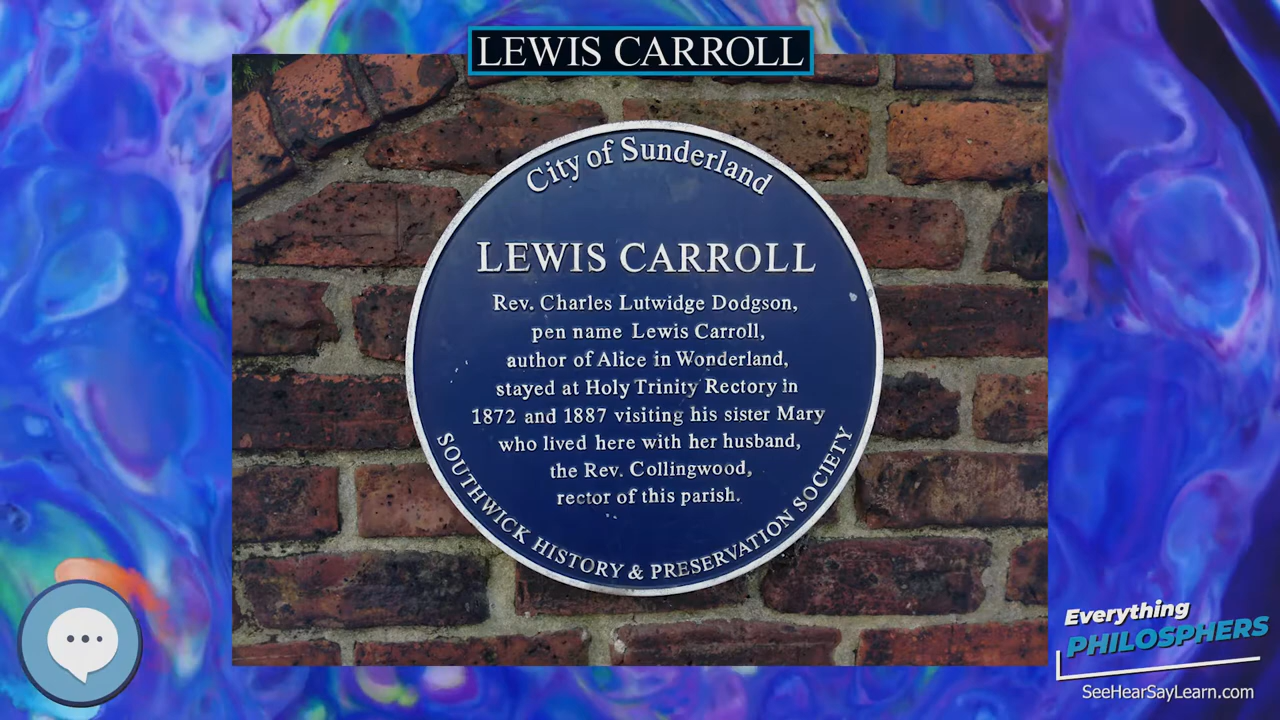 LEWIS CARROLL
City of Sunderland
LEWIS CARROLL
Rev. Charles Lutwidge Dodgson,
pen name Lewis Carroll,
author of Alice in Wonderland,
stayed at Holy Trinity Rectory in
1872 and 1887 visiting his sister Mary
who lived here with her husband,
the Rev. Collingwood,
rector of this parish.
SOUTHWICK HISTORY & PRESERVATION SOCIETY
Everything
PHILOSPHERS
SeeHearSayLearn.com